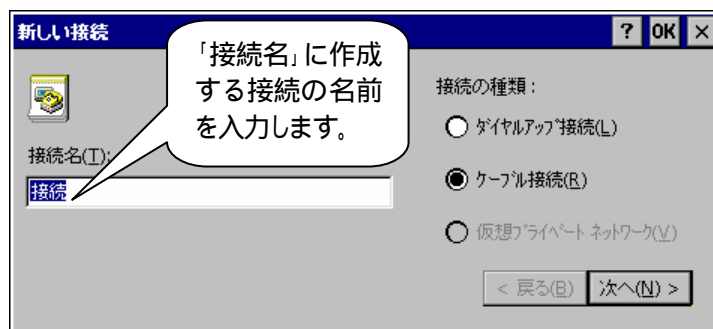 新しい接続
? OK ×
「接続名」に作成
する接続の名前
を入力します。
接続名(T):
接続
接続の種類:
ﾀﾞｲﾔﾙｱｯﾌﾟ接続(L)
ｹｰﾌﾞﾙ接続(R)
仮想ﾌﾟﾗｲﾍﾞｰﾄ ﾈｯﾄﾜｰｸ(V)
< 戻る(B)
次へ(N) >